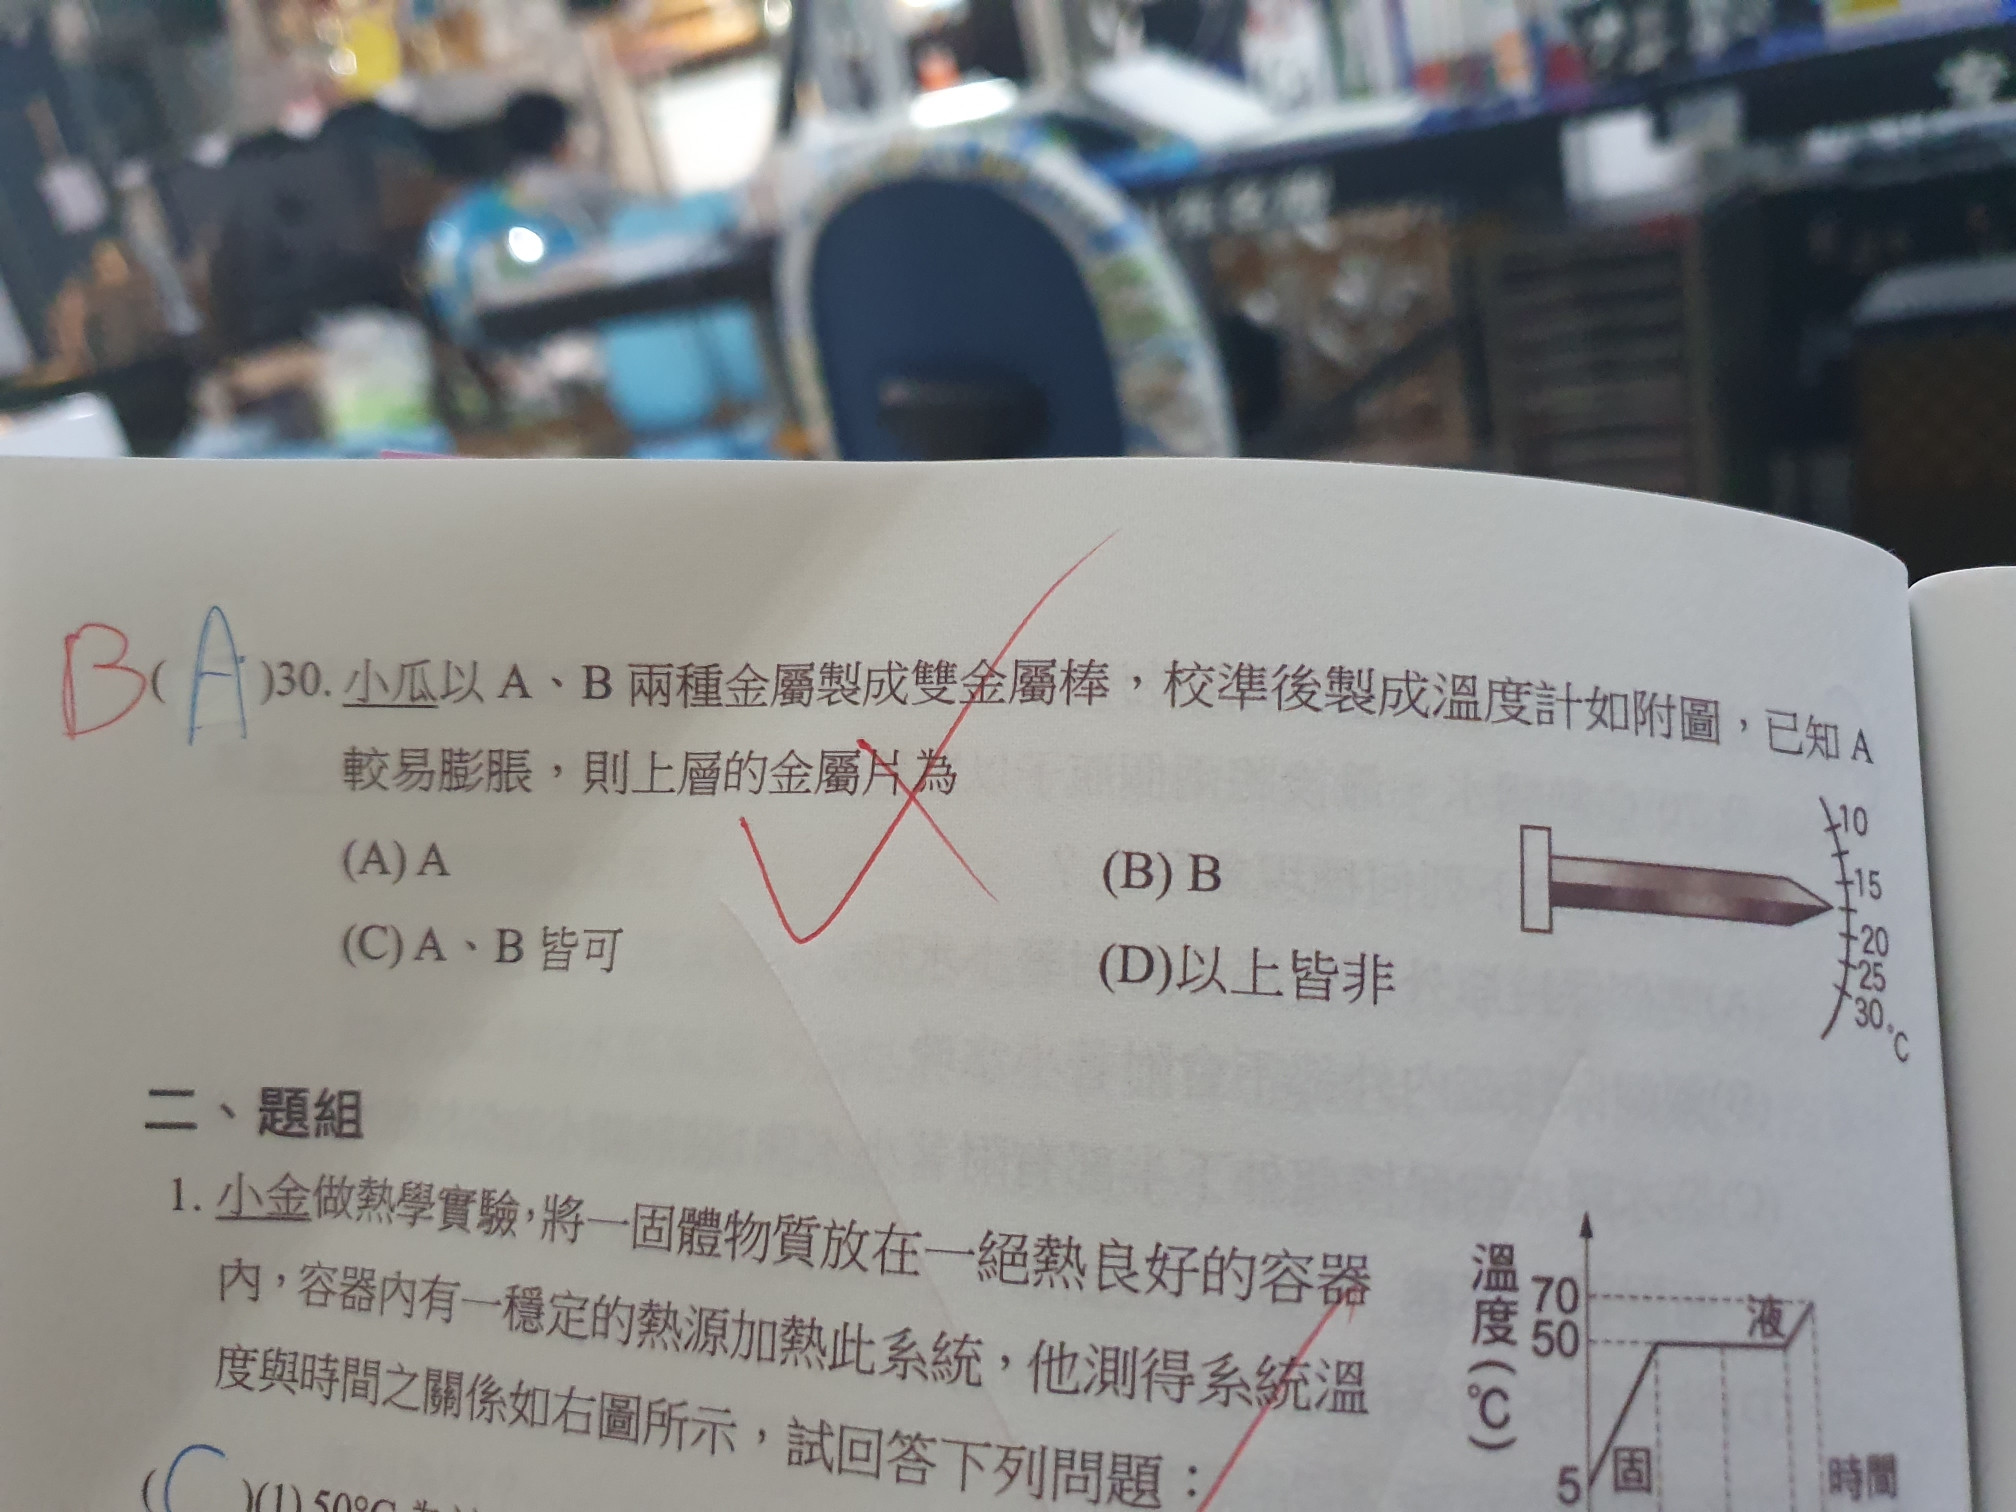 B( A )30. 小瓜以 A、B 兩種金屬製成雙金屬棒，校準後製成溫度計如附圖，已知 A
較易膨脹，則上層的金屬片為
(A) A
(B) B
(C) A、B 皆可
(D)以上皆非
10
15
20
25
30
°C
二、題組
1. 小金做熱學實驗，將一固體物質放在一絕熱良好的容器
內，容器內有一穩定的熱源加熱此系統，他測得系統溫
度與時間之關係如右圖所示，試回答下列問題：
溫度(℃)
70
50
5
液
固
時間
( C )(1) 50°C